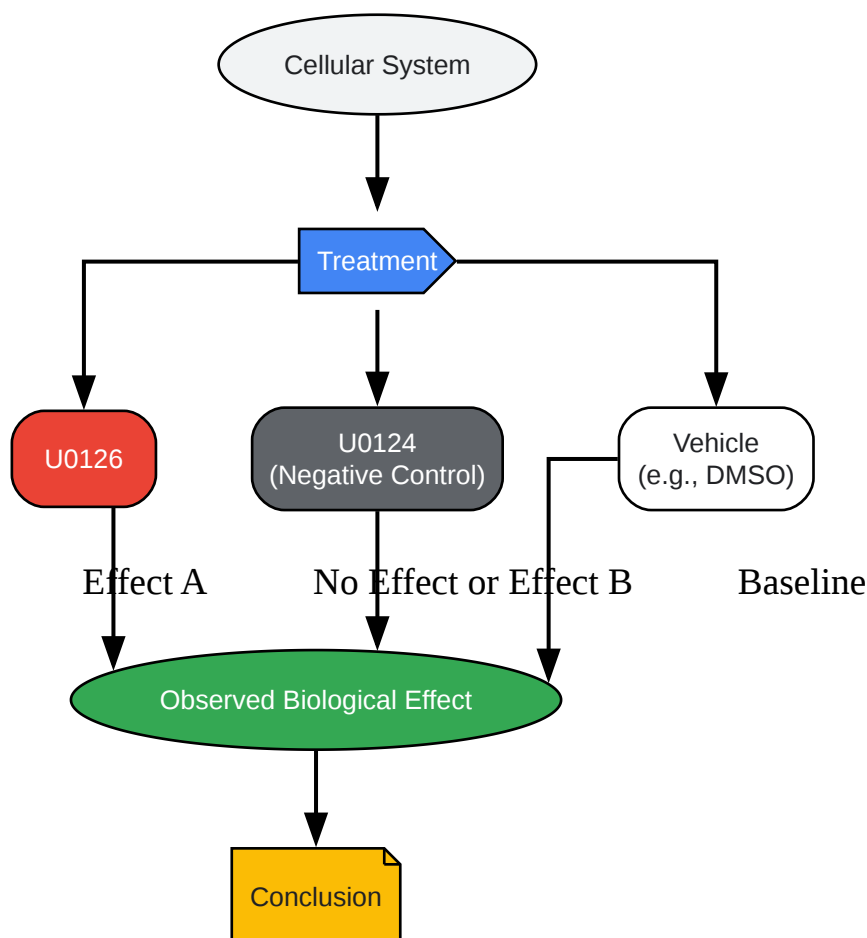 Cellular System
Treatment
U0126
U0124
(Negative Control)
Vehicle
(e.g., DMSO)
Effect A
No Effect or Effect B
Baseline
Observed Biological Effect
Conclusion